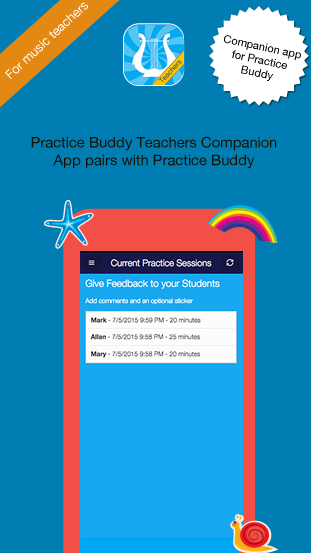 For music teachers
Teachers
Companion app
for Practice
Buddy
Practice Buddy Teachers Companion
App pairs with Practice Buddy
Current Practice Sessions
Give Feedback to your Students
Add comments and an optional sticker
Mark - 7/5/2015 9:59 PM - 20 minutes
Allan - 7/5/2015 9:58 PM - 25 minutes
Mary - 7/5/2015 9:58 PM - 20 minutes